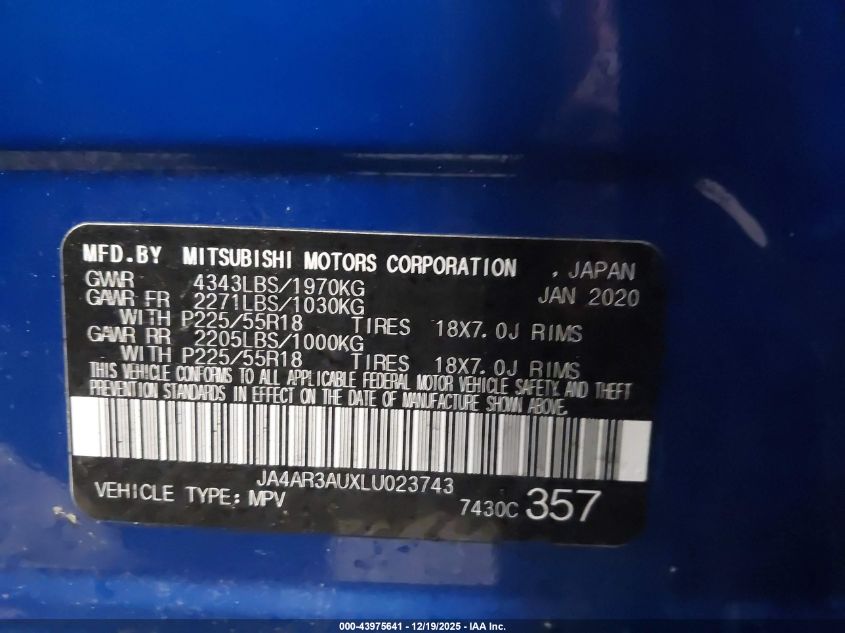 MFD.BY MITSUBISHI MOTORS CORPORATION , JAPAN
GVWR 4343LBS/1970KG JAN 2020
GAWR FR 2271LBS/1030KG
WITH P225/55R18 TIRES 18X7.0J RIMS
GAWR RR 2205LBS/1000KG
WITH P225/55R18 TIRES 18X7.0J RIMS
THIS VEHICLE CONFORMS TO ALL APPLICABLE FEDERAL MOTOR VEHICLE SAFETY, AND THEFT
PREVENTION STANDARDS IN EFFECT ON THE DATE OF MANUFACTURE SHOWN ABOVE.
JA4AR3AUXLU023743
VEHICLE TYPE: MPV 7430C 357
000-43975641 - 12/19/2025 - IAA Inc.